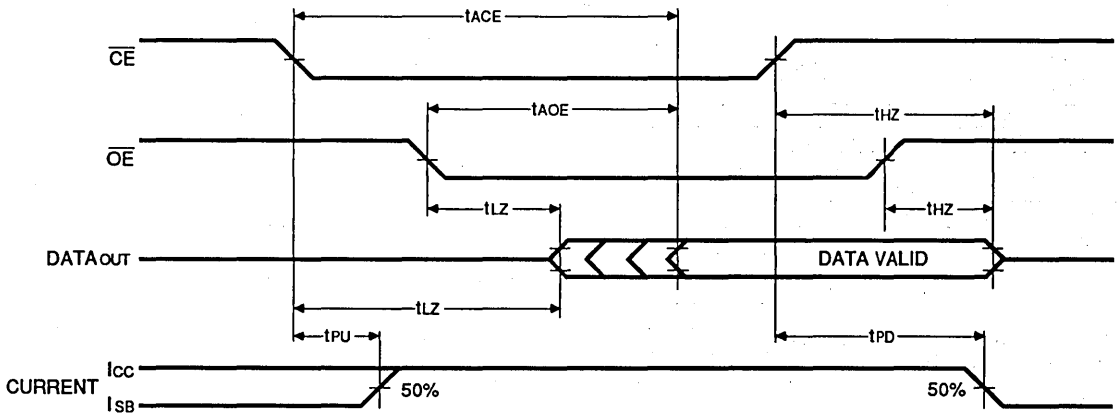 tACE
CE
tAOE
tHZ
OE
tLZ
tHZ
DATAOUT
DATA VALID
tLZ
tPU
tPD
ICC
CURRENT
50%
50%
ISB